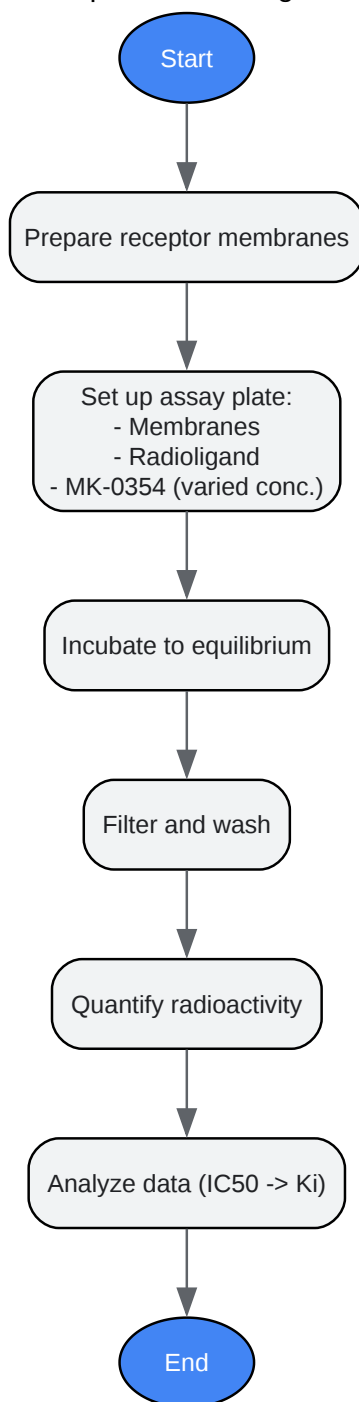 Start
Prepare receptor membranes
Set up assay plate:
- Membranes
- Radioligand
- MK-0354 (varied conc.)
Incubate to equilibrium
Filter and wash
Quantify radioactivity
Analyze data (IC50 -> Ki)
End